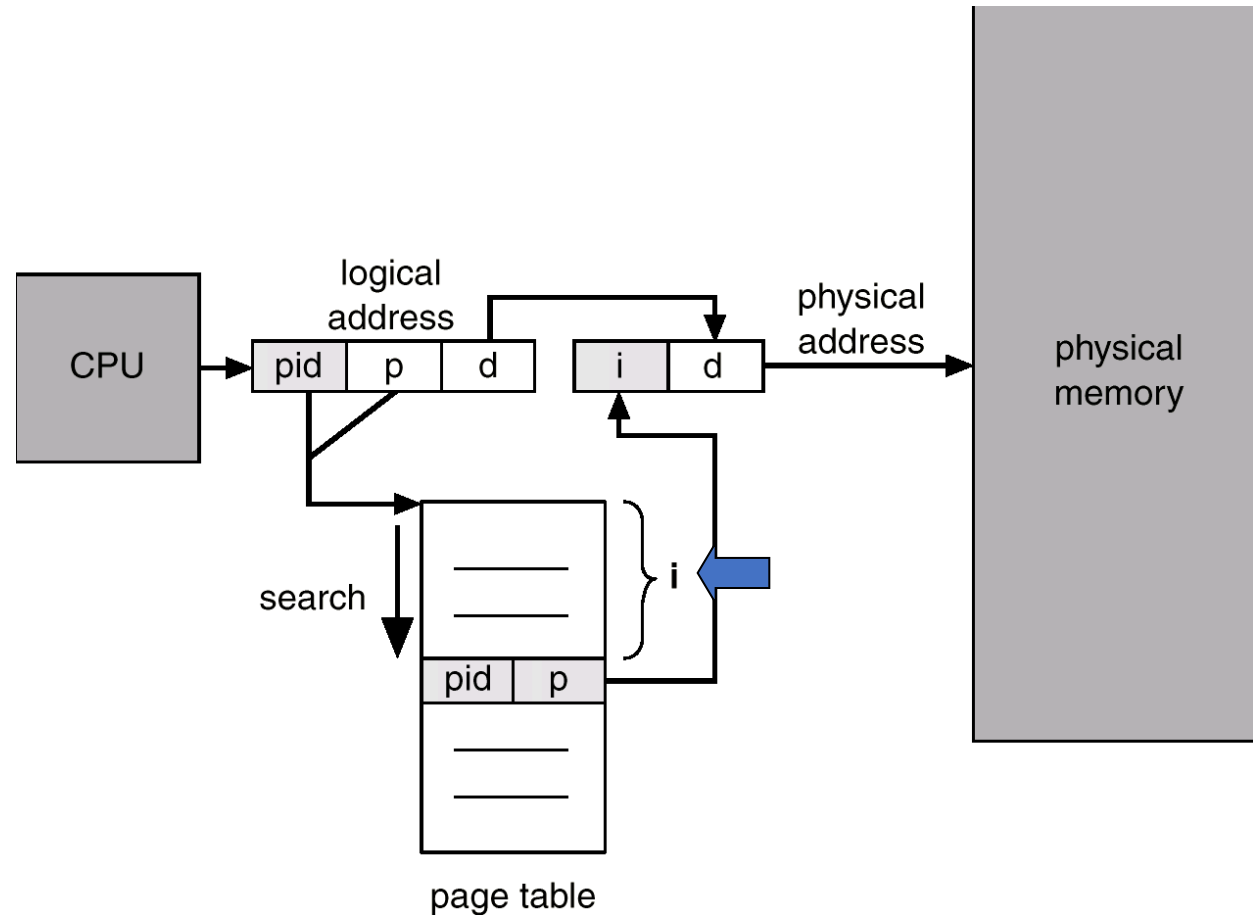 logical
address
physical
address
CPU
pid p d
i d
physical
memory
search
i
pid p
page table